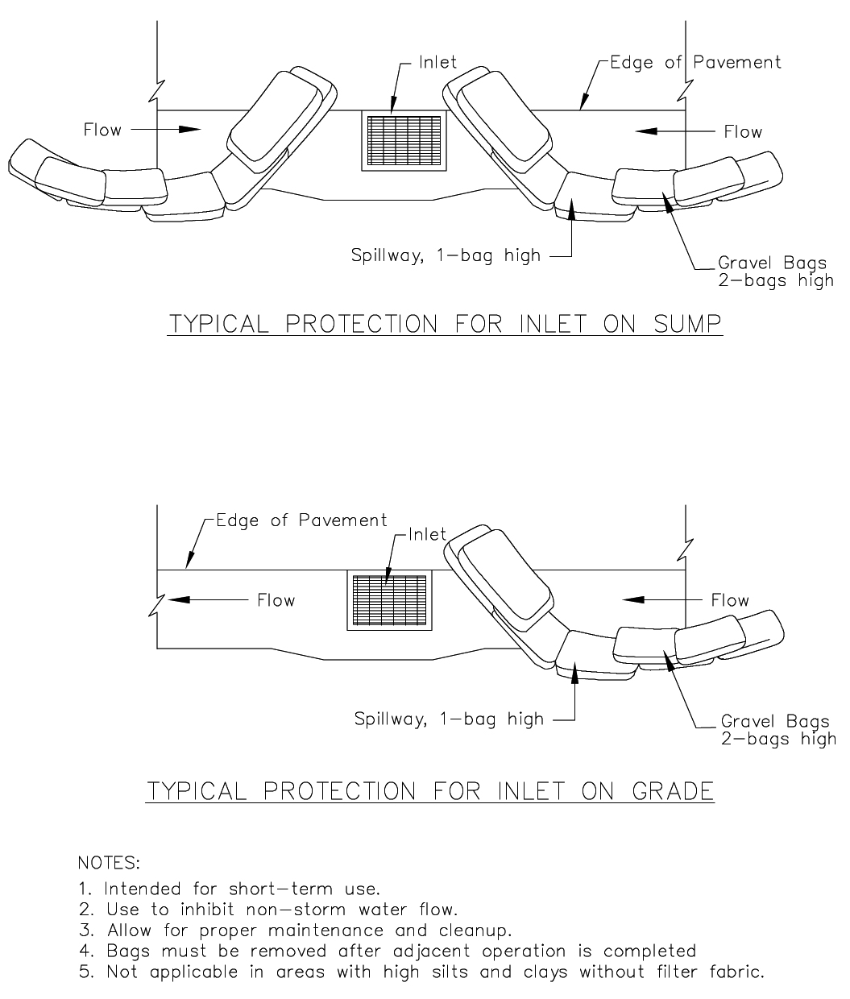 Inlet
Edge of Pavement
Flow
Flow
Spillway, 1-bag high
Gravel Bags
2-bags high
TYPICAL PROTECTION FOR INLET ON SUMP
Edge of Pavement
Inlet
Flow
Flow
Spillway, 1-bag high
Gravel Bags
2-bags high
TYPICAL PROTECTION FOR INLET ON GRADE
NOTES:
1. Intended for short-term use.
2. Use to inhibit non-storm water flow.
3. Allow for proper maintenance and cleanup.
4. Bags must be removed after adjacent operation is completed
5. Not applicable in areas with high silts and clays without filter fabric.